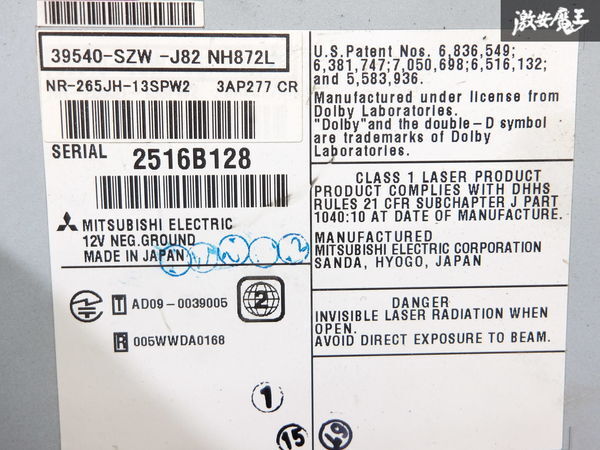 激安魔王
39540-SZW -J82 NH872L
NR-265JH-13SPW2 3AP277 CR
SERIAL 2516B128
MITSUBISHI ELECTRIC
12V NEG.GROUND
MADE IN JAPAN
T AD09-0039005
2
R 005WWDA0168
1
15
U.S.Patent Nos. 6,836,549;
6,381,747;7,050,698;6,516,132;
and 5,583,936.
Manufactured under license from
Dolby Laboratories.
"Dolby"and the double-D symbol
are trademarks of Dolby
Laboratories.
CLASS 1 LASER PRODUCT
PRODUCT COMPLIES WITH DHHS
RULES 21 CFR SUBCHAPTER J PART
1040:10 AT DATE OF MANUFACTURE.
MANUFACTURED
MITSUBISHI ELECTRIC CORPORATION
SANDA, HYOGO, JAPAN
DANGER
INVISIBLE LASER RADIATION WHEN
OPEN.
AVOID DIRECT EXPOSURE TO BEAM.
19